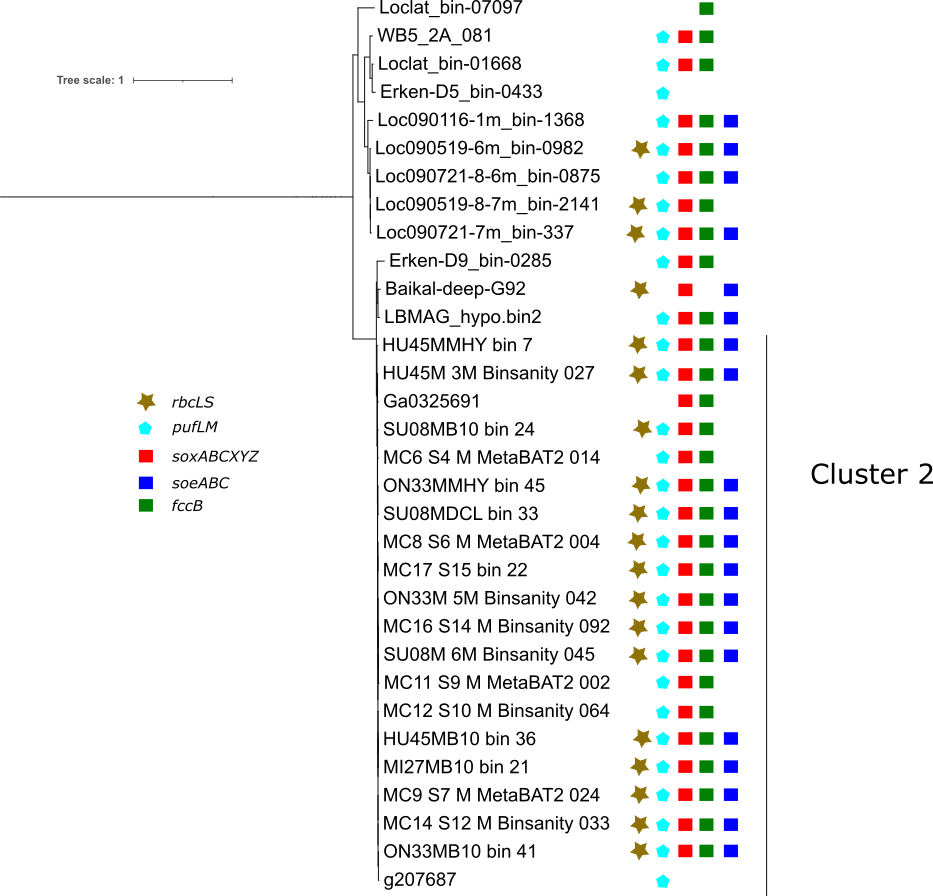 Loclat_bin-07097
WB5_2A_081
Loclat_bin-01668
Tree scale: 1
Erken-D5_bin-0433
Loc090116-1m_bin-1368
Loc090519-6m_bin-0982
Loc090721-8-6m_bin-0875
Loc090519-8-7m_bin-2141
Loc090721-7m_bin-337
Erken-D9_bin-0285
Baikal-deep-G92
LBMAG_hypo.bin2
HU45MMHY bin 7
HU45M 3M Binsanity 027
Ga0325691
SU08MB10 bin 24
MC6 S4 M MetaBAT2 014
ON33MMHY bin 45
SU08MDCL bin 33
MC8 S6 M MetaBAT2 004
MC17 S15 bin 22
ON33M 5M Binsanity 042
MC16 S14 M Binsanity 092
SU08M 6M Binsanity 045
MC11 S9 M MetaBAT2 002
MC12 S10 M Binsanity 064
HU45MB10 bin 36
MI27MB10 bin 21
MC9 S7 M MetaBAT2 024
MC14 S12 M Binsanity 033
ON33MB10 bin 41
g207687
rbcLS
pufLM
soxABCXYZ
soeABC
fccB
Cluster 2